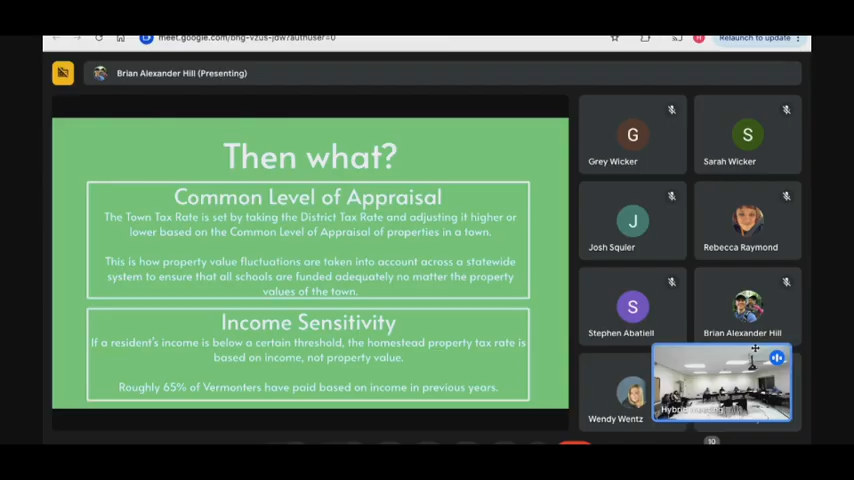 meet.google.com/bng-vzus-jdw?authuser=0
Relaunch to update
Brian Alexander Hill (Presenting)
Then what?
Common Level of Appraisal
The Town Tax Rate is set by taking the District Tax Rate and adjusting it higher or
lower based on the Common Level of Appraisal of properties in a town.
This is how property value fluctuations are taken into account across a statewide
system to ensure that all schools are funded adequately no matter the property
values of the town.
Income Sensitivity
If a resident's income is below a certain threshold, the homestead property tax rate is
based on income, not property value.
Roughly 65% of Vermonters have paid based on income in previous years.
G
Grey Wicker
S
Sarah Wicker
J
Josh Squier
Rebecca Raymond
S
Stephen Abatiell
Brian Alexander Hill
Wendy Wentz
Hybrid
10